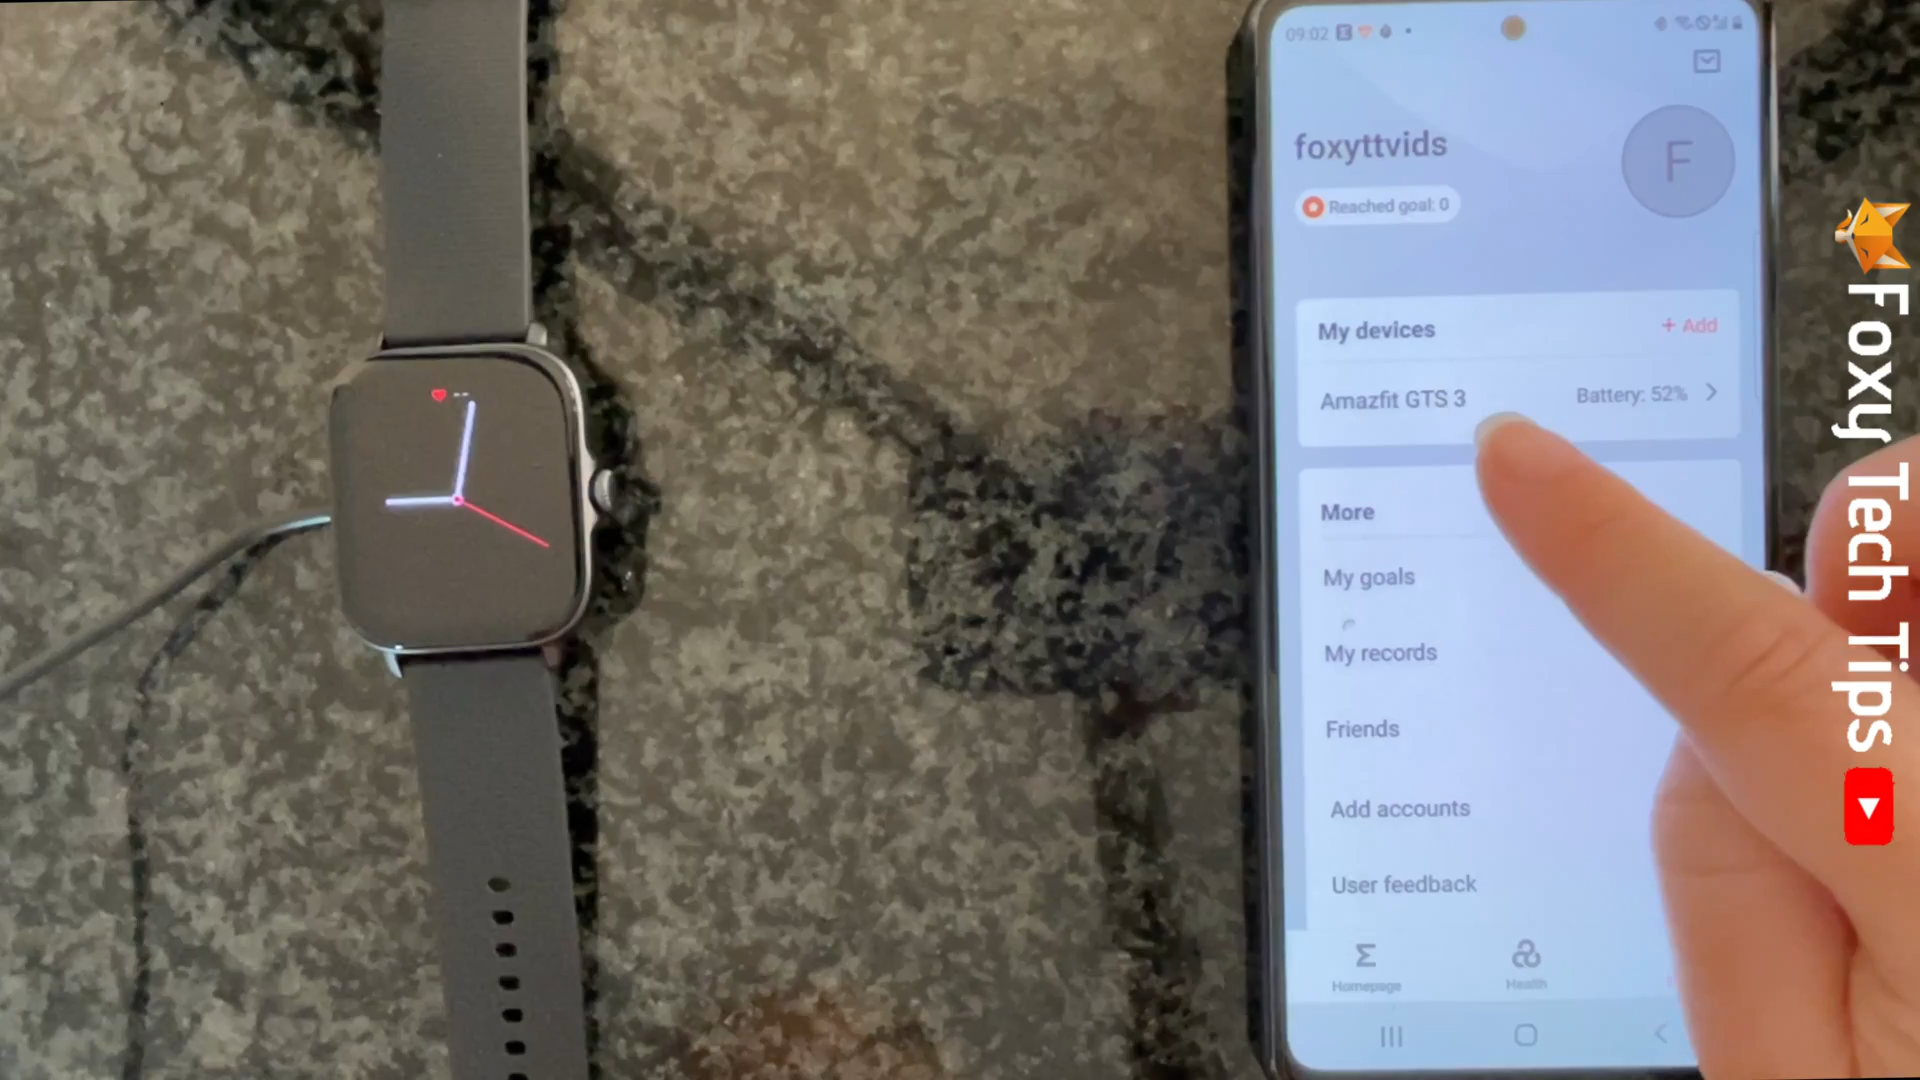 09:02
foxyttvids
F
Reached goal: 0
My devices
+ Add
Amazfit GTS 3
Battery: 52%
More
My goals
My records
Friends
Add accounts
User feedback
Homepage
Health
Foxy Tech Tips